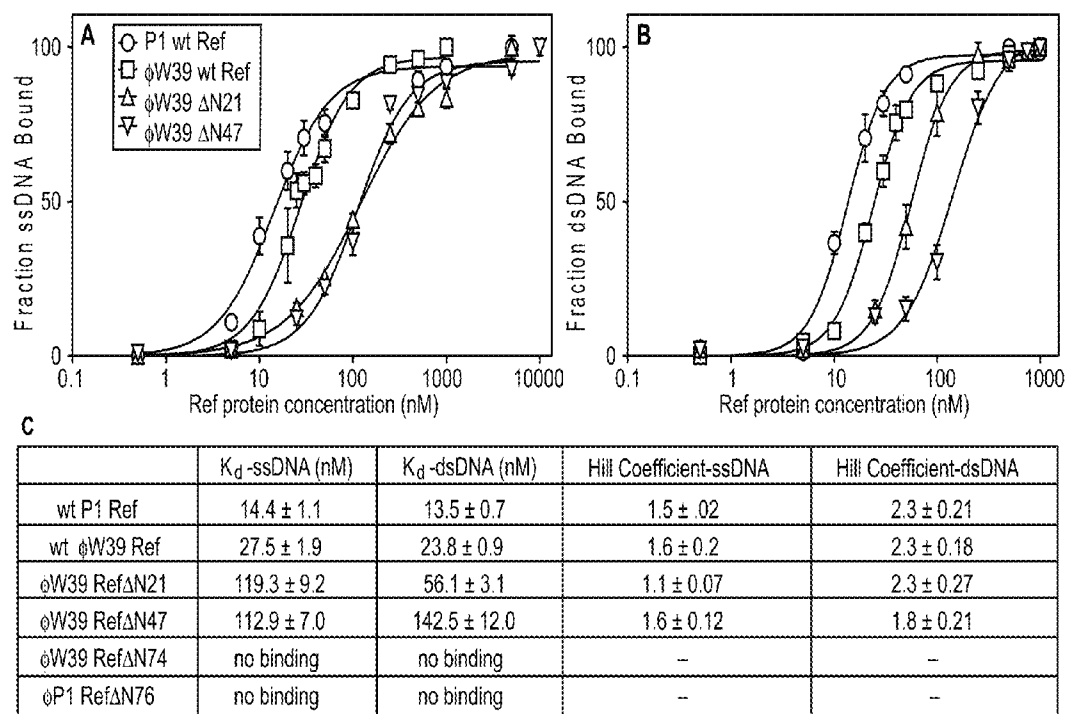 A
P1 wt Ref
ϕW39 wt Ref
ϕW39 ΔN21
ϕW39 ΔN47
Fraction ssDNA Bound
100
50
0
0.1 1 10 100 1000 10000
Ref protein concentration (nM)
B
Fraction dsDNA Bound
100
50
0
0.1 1 10 100 1000
Ref protein concentration (nM)
C
Kd -ssDNA (nM) Kd -dsDNA (nM) Hill Coefficient-ssDNA Hill Coefficient-dsDNA
wt P1 Ref 14.4 ± 1.1 13.5 ± 0.7 1.5 ± .02 2.3 ± 0.21
wt ϕW39 Ref 27.5 ± 1.9 23.8 ± 0.9 1.6 ± 0.2 2.3 ± 0.18
ϕW39 RefΔN21 119.3 ± 9.2 56.1 ± 3.1 1.1 ± 0.07 2.3 ± 0.27
ϕW39 RefΔN47 112.9 ± 7.0 142.5 ± 12.0 1.6 ± 0.12 1.8 ± 0.21
ϕW39 RefΔN74 no binding no binding – –
ϕP1 RefΔN76 no binding no binding – –